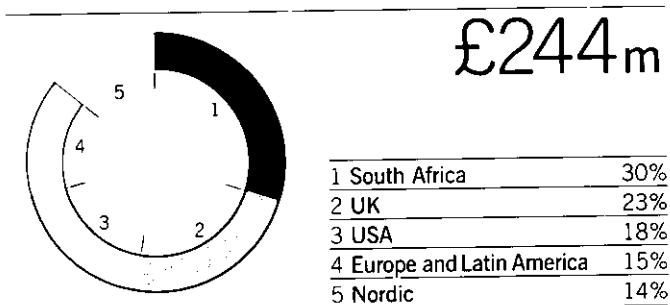 £244m
5
1
4
3
2
1 South Africa 30%
2 UK 23%
3 USA 18%
4 Europe and Latin America 15%
5 Nordic 14%